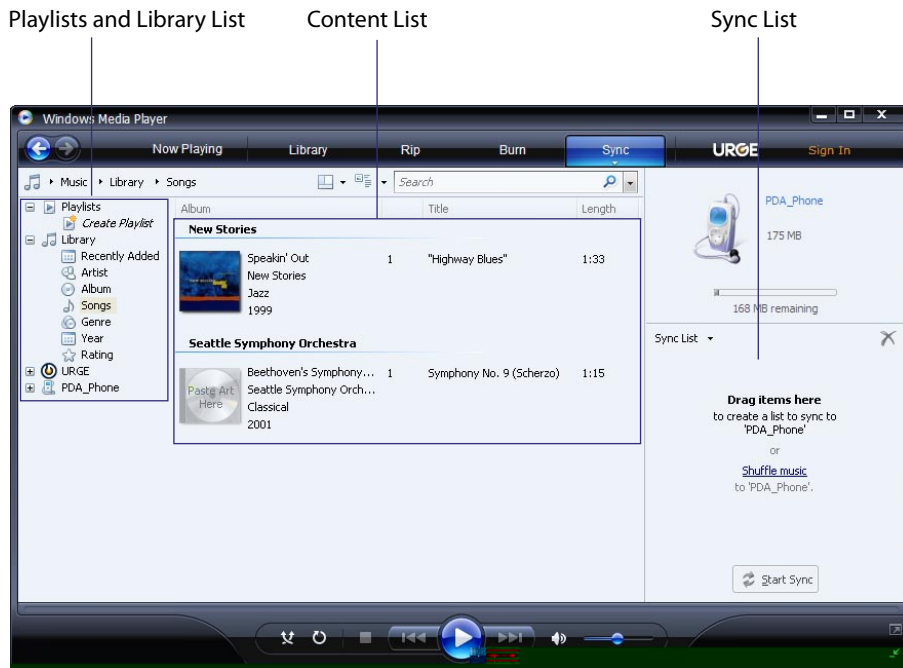 Playlists and Library List
Content List
Sync List
Windows Media Player
Now Playing
Library
Rip
Burn
Sync
URGE
Sign In
Music
Library
Songs
Search
Playlists
Create Playlist
Library
Recently Added
Artist
Album
Songs
Genre
Year
Rating
URGE
PDA_Phone
Album
Title
Length
New Stories
Speakin' Out
1
"Highway Blues"
1:33
New Stories
Jazz
1999
Seattle Symphony Orchestra
Paste Art
Here
Beethoven's Symphony...
1
Symphony No. 9 (Scherzo)
1:15
Seattle Symphony Orch...
Classical
2001
PDA_Phone
175 MB
168 MB remaining
Sync List
Drag items here
to create a list to sync to
'PDA_Phone'
or
Shuffle music
to 'PDA_Phone'.
Start Sync